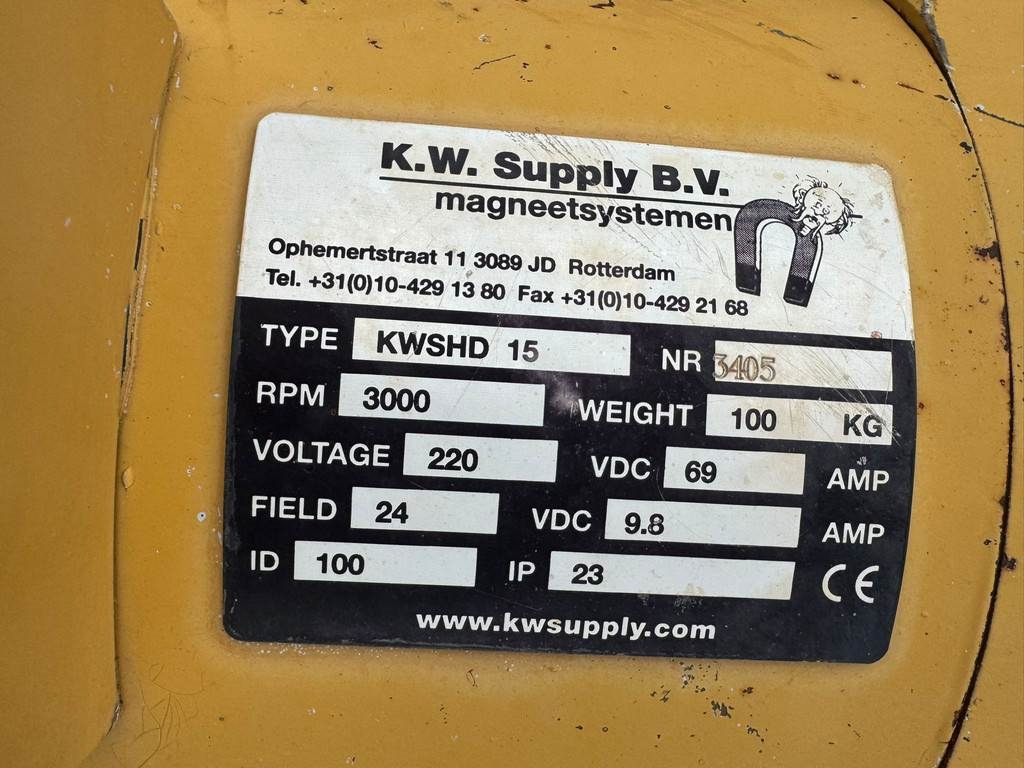 K.W. Supply B.V.
magneetsystemen
Ophemertstraat 11 3089 JD Rotterdam
Tel. +31(0)10-429 13 80 Fax +31(0)10-429 21 68
TYPE KWSHD 15 NR 3405
RPM 3000 WEIGHT 100 KG
VOLTAGE 220 VDC 69 AMP
FIELD 24 VDC 9.8 AMP
ID 100 IP 23 CE
www.kwsupply.com